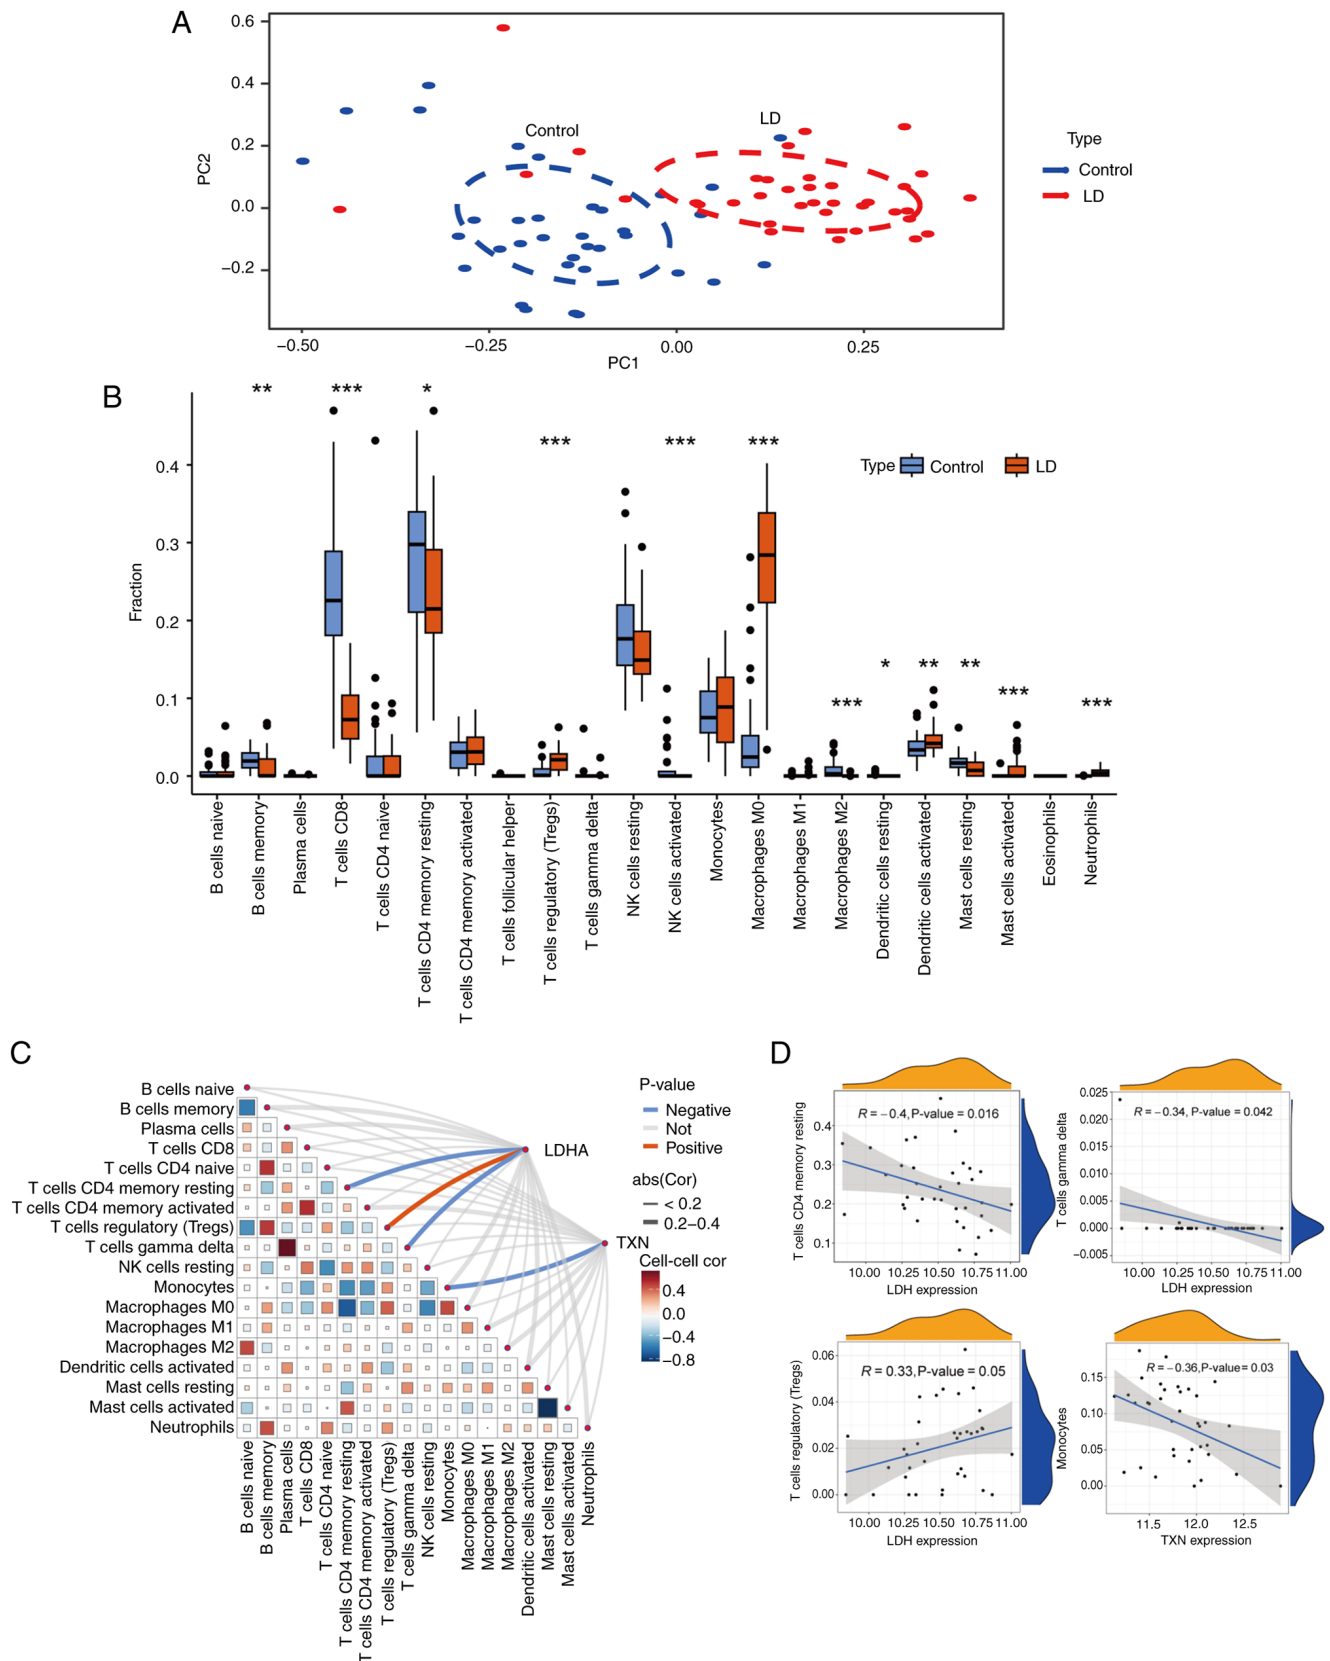 A
0.6
0.4
0.2
0.0
−0.2
PC2
Control
LD
−0.50
−0.25
0.00
0.25
PC1
Type
Control
LD
B
** *** * *** *** *** *** * ** ** *** ***
Type Control LD
0.4
0.3
0.2
0.1
0.0
Fraction
B cells naive
B cells memory
Plasma cells
T cells CD8
T cells CD4 naive
T cells CD4 memory resting
T cells CD4 memory activated
T cells follicular helper
T cells regulatory (Tregs)
T cells gamma delta
NK cells resting
NK cells activated
Monocytes
Macrophages M0
Macrophages M1
Macrophages M2
Dendritic cells resting
Dendritic cells activated
Mast cells resting
Mast cells activated
Eosinophils
Neutrophils
C
B cells naive
B cells memory
Plasma cells
T cells CD8
T cells CD4 naive
T cells CD4 memory resting
T cells CD4 memory activated
T cells regulatory (Tregs)
T cells gamma delta
NK cells resting
Monocytes
Macrophages M0
Macrophages M1
Macrophages M2
Dendritic cells activated
Mast cells resting
Mast cells activated
Neutrophils
B cells naive
B cells memory
Plasma cells
T cells CD8
T cells CD4 naive
T cells CD4 memory resting
T cells CD4 memory activated
T cells regulatory (Tregs)
T cells gamma delta
NK cells resting
Monocytes
Macrophages M0
Macrophages M1
Macrophages M2
Dendritic cells activated
Mast cells resting
Mast cells activated
Neutrophils
LDHA
TXN
P-value
Negative
Not
Positive
abs(Cor)
< 0.2
0.2–0.4
Cell-cell cor
0.4
0.0
−0.4
−0.8
D
R = −0.4, P-value = 0.016
T cells CD4 memory resting
0.4
0.3
0.2
0.1
10.00 10.25 10.50 10.75 11.00
LDH expression
R = −0.34, P-value = 0.042
T cells gamma delta
0.025
0.020
0.015
0.010
0.005
0.000
−0.005
10.00 10.25 10.50 10.75 11.00
LDH expression
R = 0.33, P-value = 0.05
T cells regulatory (Tregs)
0.06
0.04
0.02
0.00
10.00 10.25 10.50 10.75 11.00
LDH expression
R = −0.36, P-value = 0.03
Monocytes
0.15
0.10
0.05
0.00
11.5 12.0 12.5
TXN expression